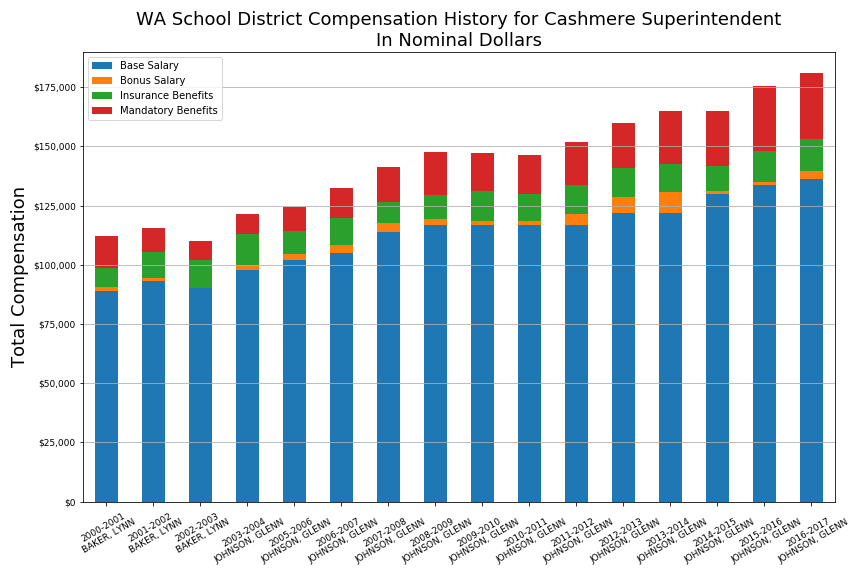 WA School District Compensation History for Cashmere Superintendent
In Nominal Dollars
Base Salary
Bonus Salary
Insurance Benefits
Mandatory Benefits
Total Compensation
$175,000
$150,000
$125,000
$100,000
$75,000
$50,000
$25,000
$0
2000-2001
BAKER, LYNN
2001-2002
BAKER, LYNN
2002-2003
BAKER, LYNN
2003-2004
JOHNSON, GLENN
2005-2006
JOHNSON, GLENN
2006-2007
JOHNSON, GLENN
2007-2008
JOHNSON, GLENN
2008-2009
JOHNSON, GLENN
2009-2010
JOHNSON, GLENN
2010-2011
JOHNSON, GLENN
2011-2012
JOHNSON, GLENN
2012-2013
JOHNSON, GLENN
2013-2014
JOHNSON, GLENN
2014-2015
JOHNSON, GLENN
2015-2016
JOHNSON, GLENN
2016-2017
JOHNSON, GLENN